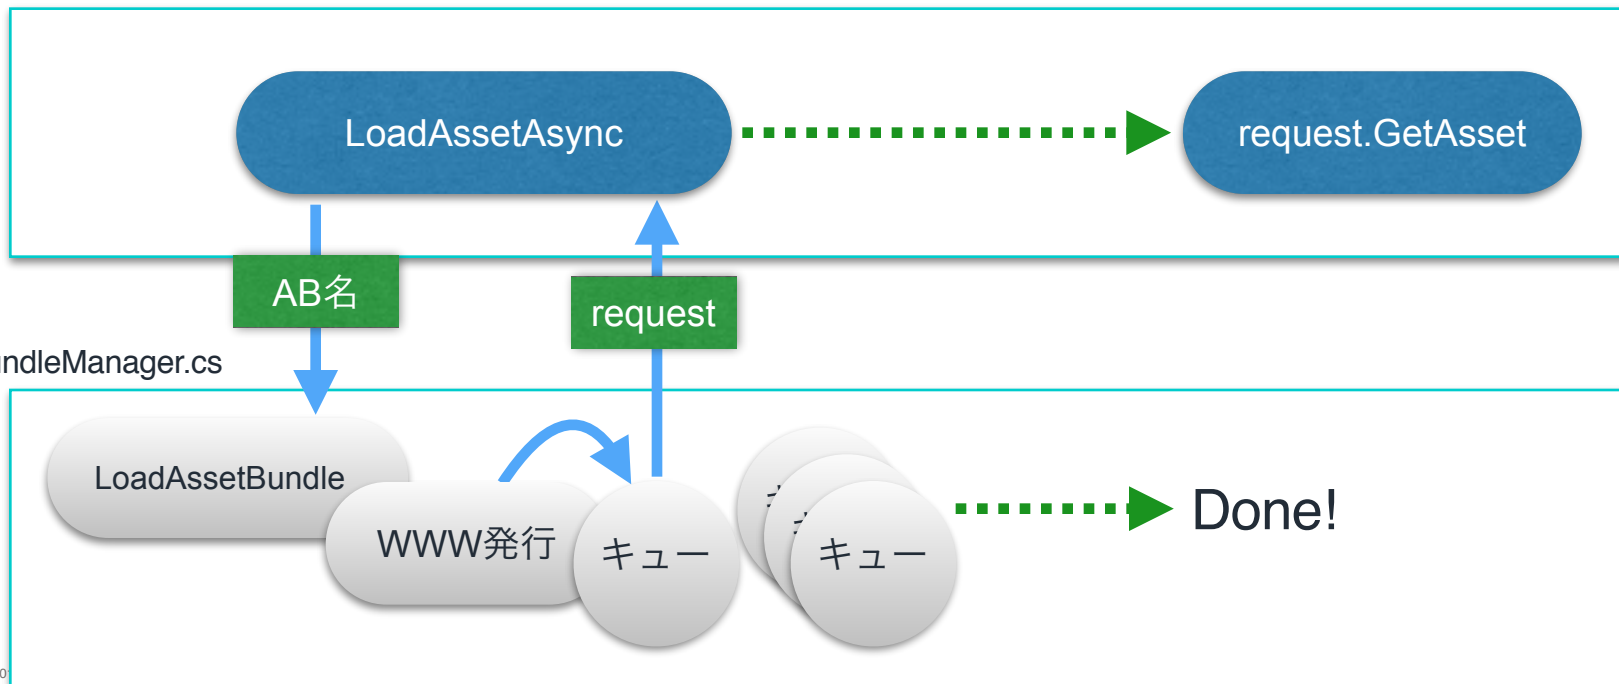 LoadAssetAsync
request.GetAsset
AB名
request
undleManager.cs
LoadAssetBundle
WWW発行
キュー
キュー
Done!